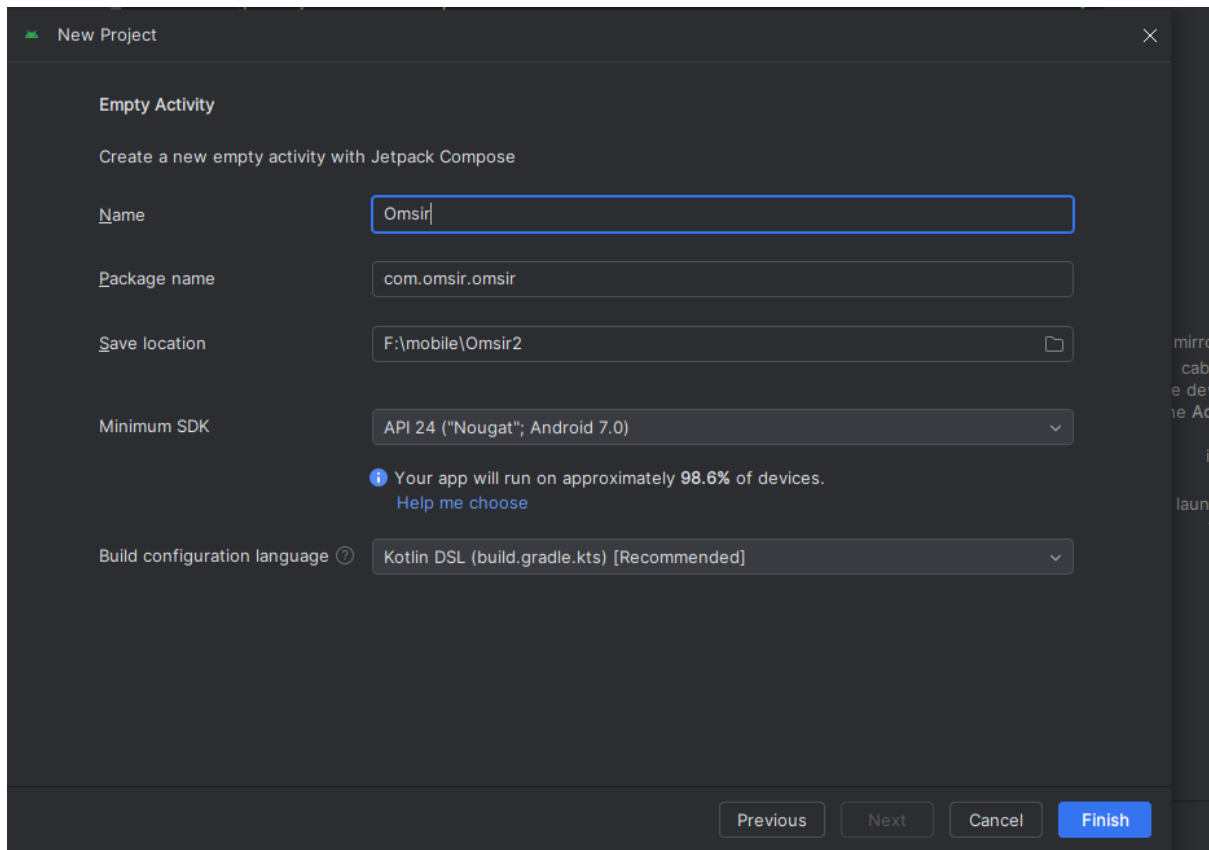 New Project
Empty Activity
Create a new empty activity with Jetpack Compose
Name
Omsir
Package name
com.omsir.omsir
Save location
F:\mobile\Omsir2
Minimum SDK
API 24 ("Nougat"; Android 7.0)
Your app will run on approximately 98.6% of devices.
Help me choose
Build configuration language ?
Kotlin DSL (build.gradle.kts) [Recommended]
Previous Next Cancel Finish